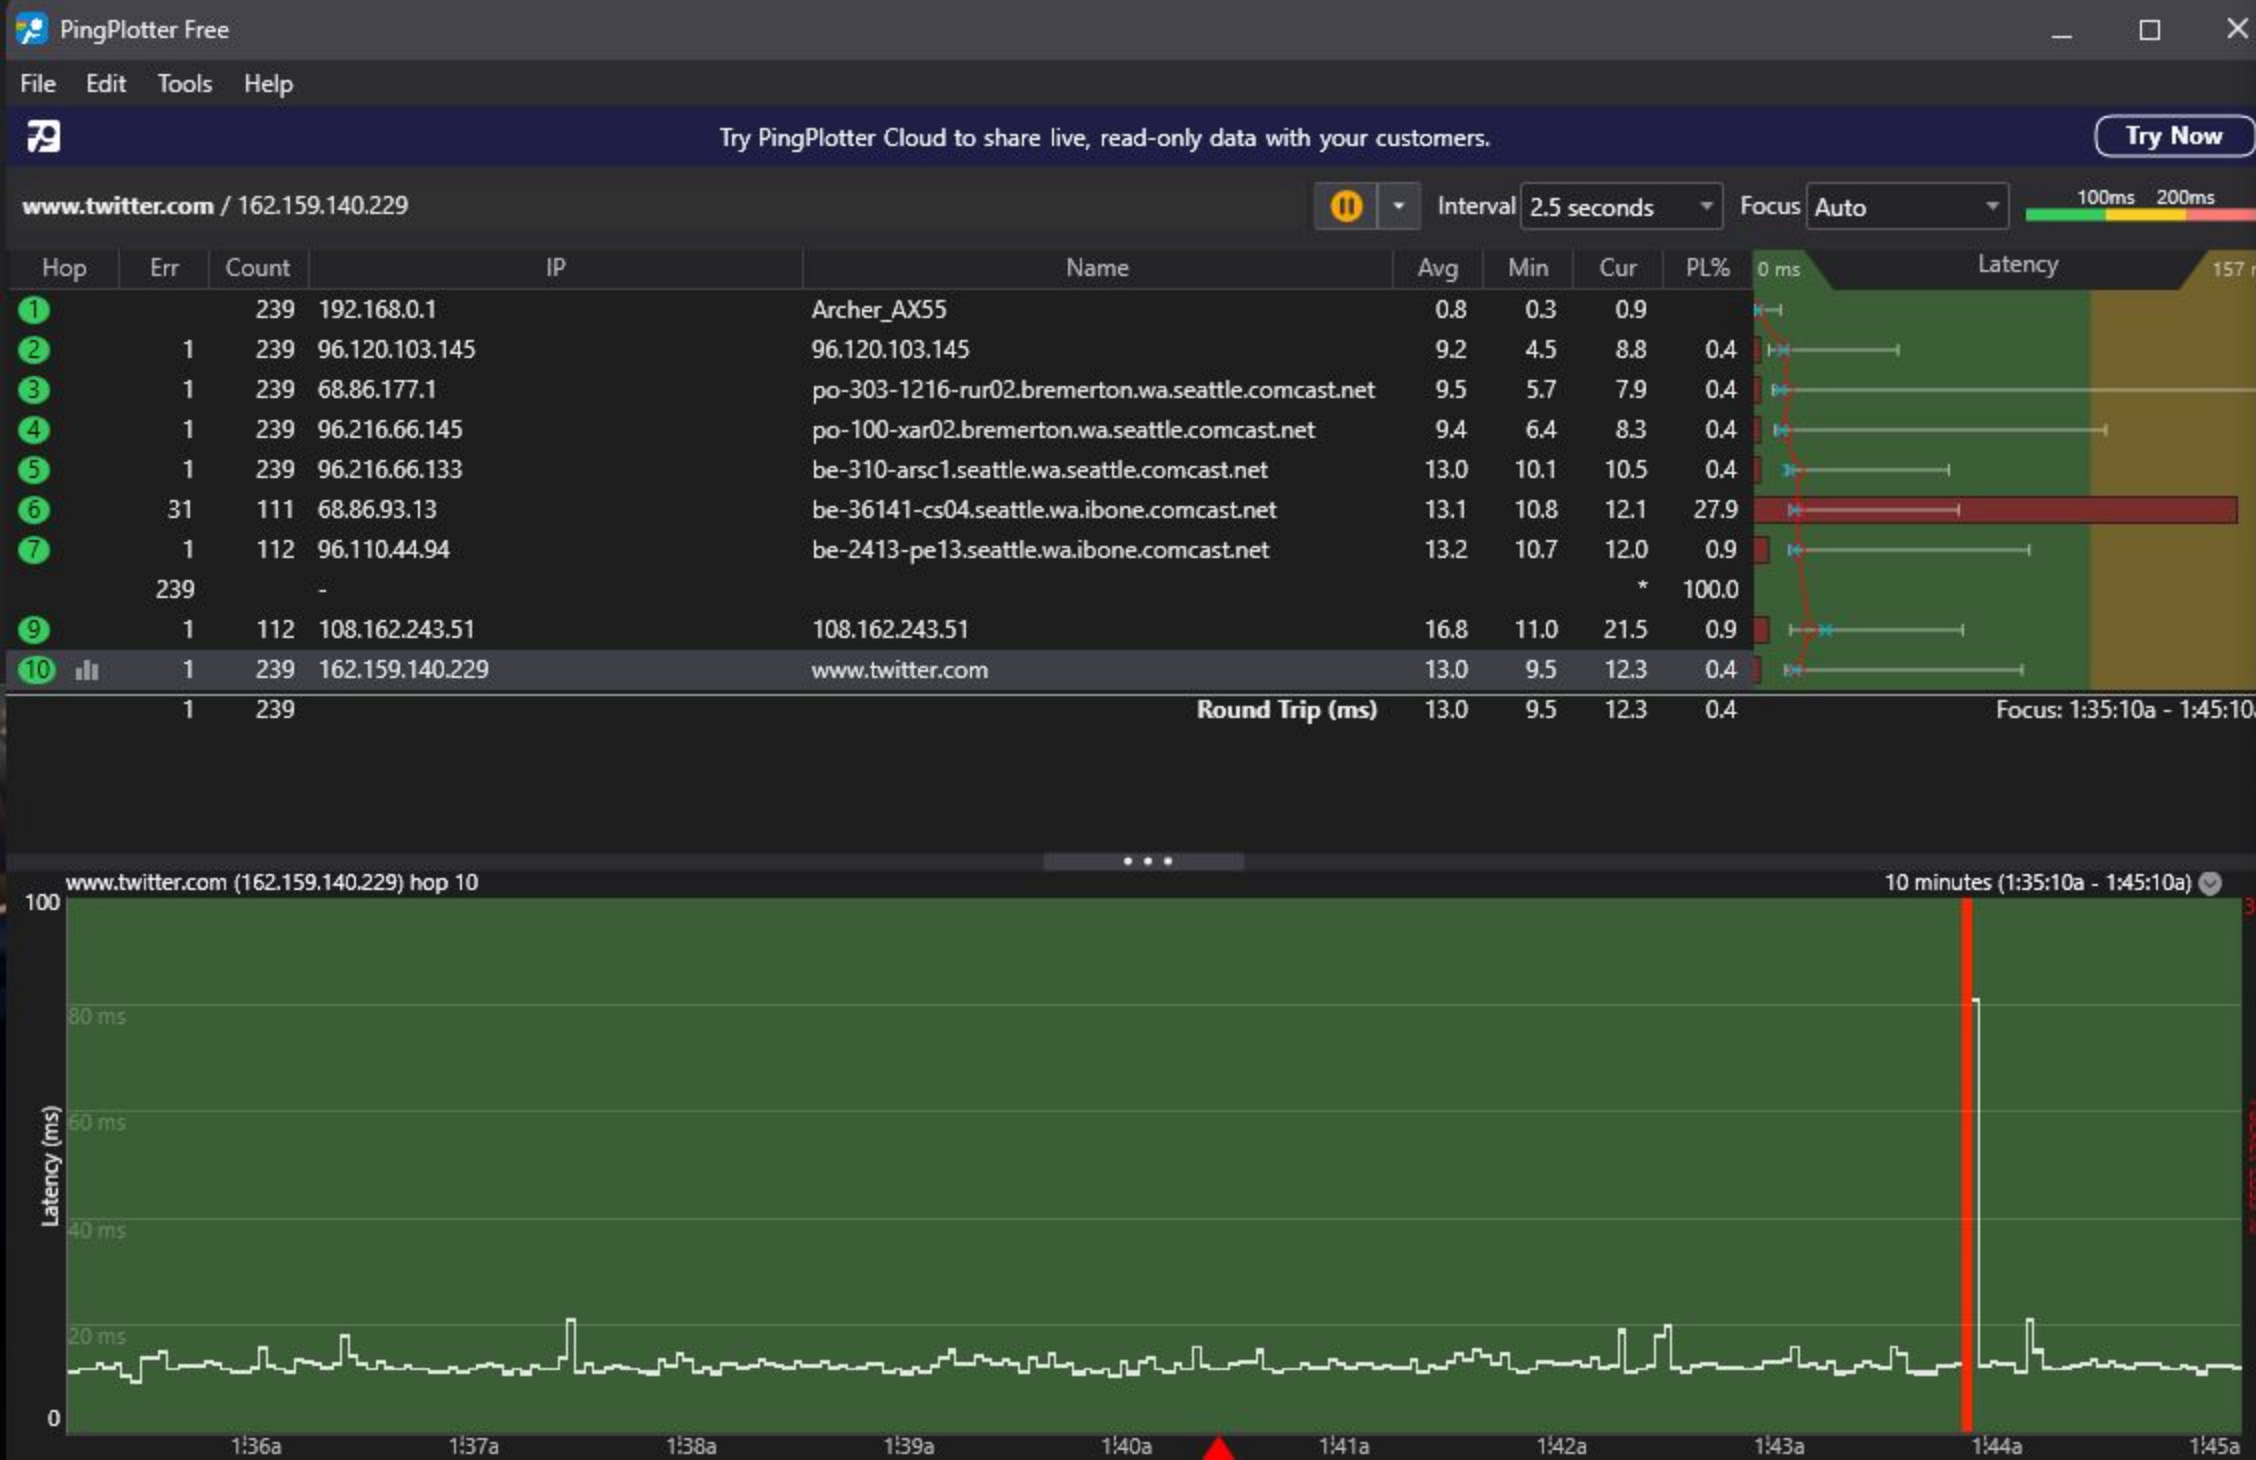 PingPlotter Free
File Edit Tools Help
Try PingPlotter Cloud to share live, read-only data with your customers. Try Now
www.twitter.com / 162.159.140.229 Interval 2.5 seconds Focus Auto 100ms 200ms
Hop Err Count IP Name Avg Min Cur PL% 0 ms Latency 157
1 239 192.168.0.1 Archer_AX55 0.8 0.3 0.9
2 1 239 96.120.103.145 96.120.103.145 9.2 4.5 8.8 0.4
3 1 239 68.86.177.1 po-303-1216-rur02.bremerton.wa.seattle.comcast.net 9.5 5.7 7.9 0.4
4 1 239 96.216.66.145 po-100-xar02.bremerton.wa.seattle.comcast.net 9.4 6.4 8.3 0.4
5 1 239 96.216.66.133 be-310-arsc1.seattle.wa.seattle.comcast.net 13.0 10.1 10.5 0.4
6 31 111 68.86.93.13 be-36141-cs04.seattle.wa.ibone.comcast.net 13.1 10.8 12.1 27.9
7 1 112 96.110.44.94 be-2413-pe13.seattle.wa.ibone.comcast.net 13.2 10.7 12.0 0.9
239 - * 100.0
9 1 112 108.162.243.51 108.162.243.51 16.8 11.0 21.5 0.9
10 1 239 162.159.140.229 www.twitter.com 13.0 9.5 12.3 0.4
1 239 Round Trip (ms) 13.0 9.5 12.3 0.4 Focus: 1:35:10a - 1:45:10
www.twitter.com (162.159.140.229) hop 10 10 minutes (1:35:10a - 1:45:10a)
100
80 ms
60 ms
Latency (ms)
40 ms
20 ms
0
1:36a 1:37a 1:38a 1:39a 1:40a 1:41a 1:42a 1:43a 1:44a 1:45a